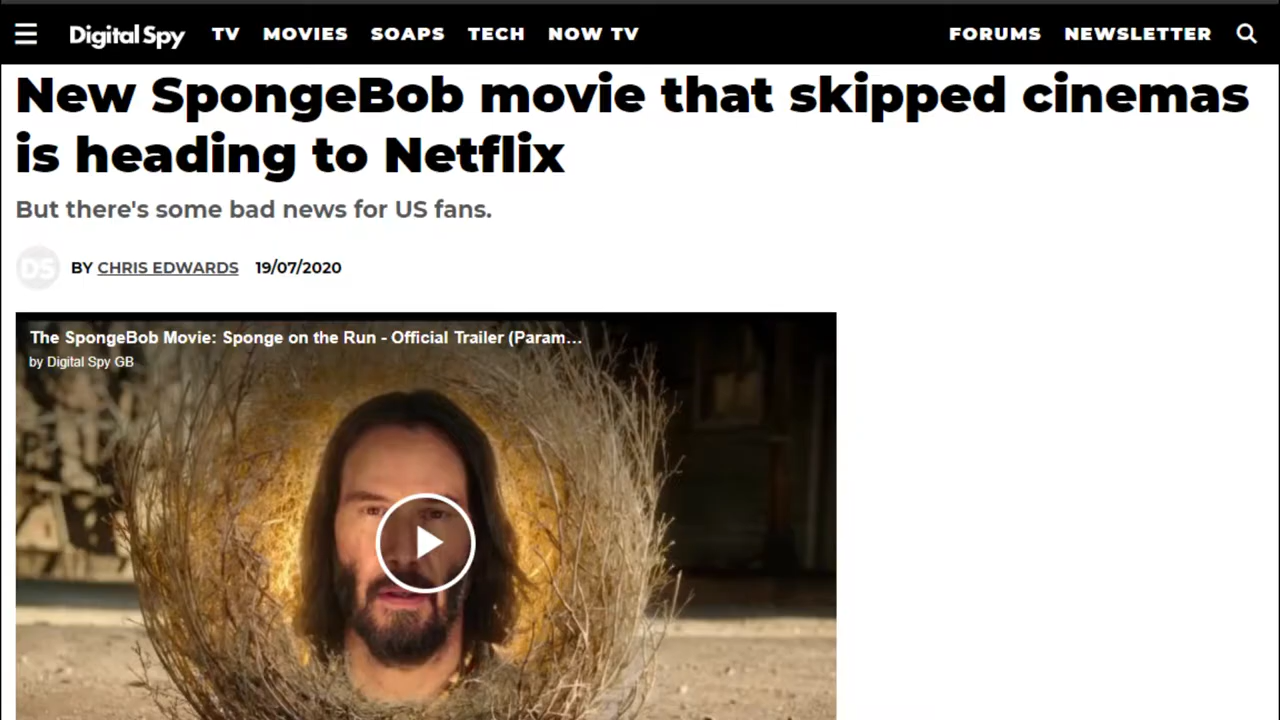 Digital Spy TV MOVIES SOAPS TECH NOW TV FORUMS NEWSLETTER
New SpongeBob movie that skipped cinemas
is heading to Netflix
But there's some bad news for US fans.
DS BY CHRIS EDWARDS 19/07/2020
The SpongeBob Movie: Sponge on the Run - Official Trailer (Param...
by Digital Spy GB